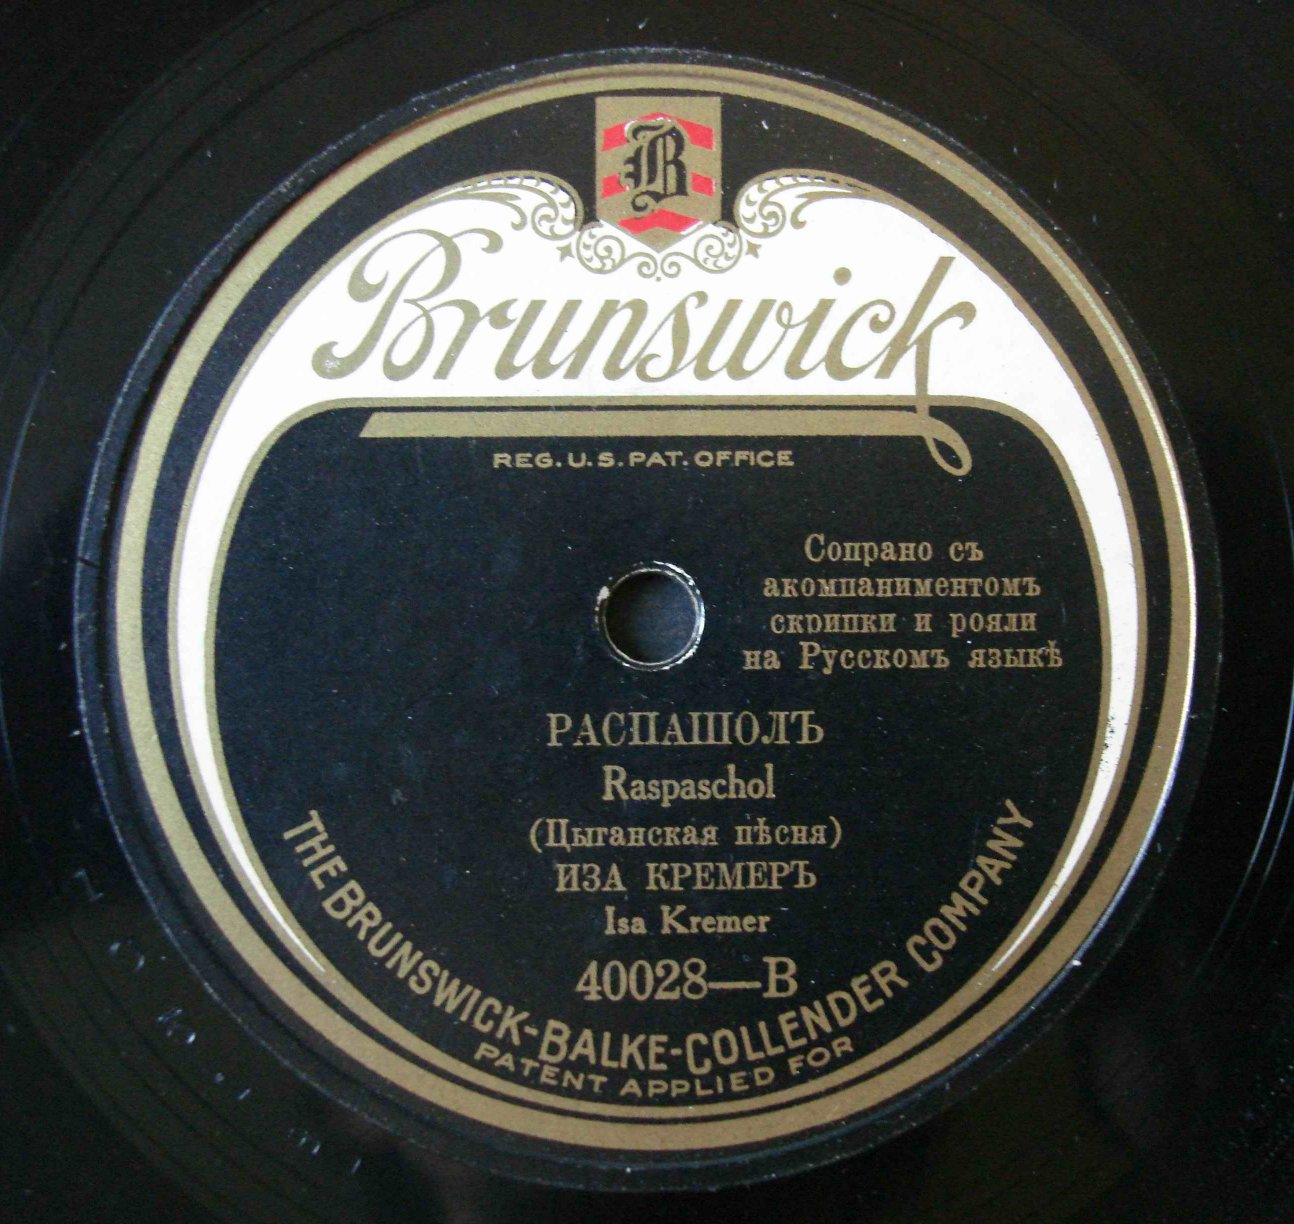 B
Brunswick
REG. U.S. PAT. OFFICE
Сопрано съ
акомпаниментомъ
скрипки и рояли
на Русскомъ языкѣ
РАСПАШОЛЪ
Raspaschol
(Цыганская пѣсня)
ИЗА КРЕМЕРЪ
Isa Kremer
40028—B
THE BRUNSWICK-BALKE-COLLENDER COMPANY
PATENT APPLIED FOR